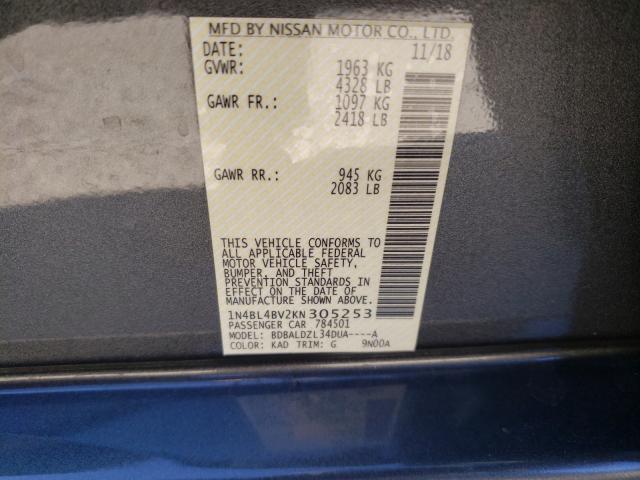 MFD BY NISSAN MOTOR CO., LTD.
DATE: 11/18
GVWR: 1963 KG
4328 LB
GAWR FR.: 1097 KG
2418 LB
GAWR RR.: 945 KG
2083 LB
THIS VEHICLE CONFORMS TO
ALL APPLICABLE FEDERAL
MOTOR VEHICLE SAFETY,
BUMPER, AND THEFT
PREVENTION STANDARDS IN
EFFECT ON THE DATE OF
MANUFACTURE SHOWN ABOVE.
1N4BL4BV2KN305253
PASSENGER CAR 784501
MODEL: BDBALDZL34DUA----A
COLOR: KAD TRIM: G 9N00A